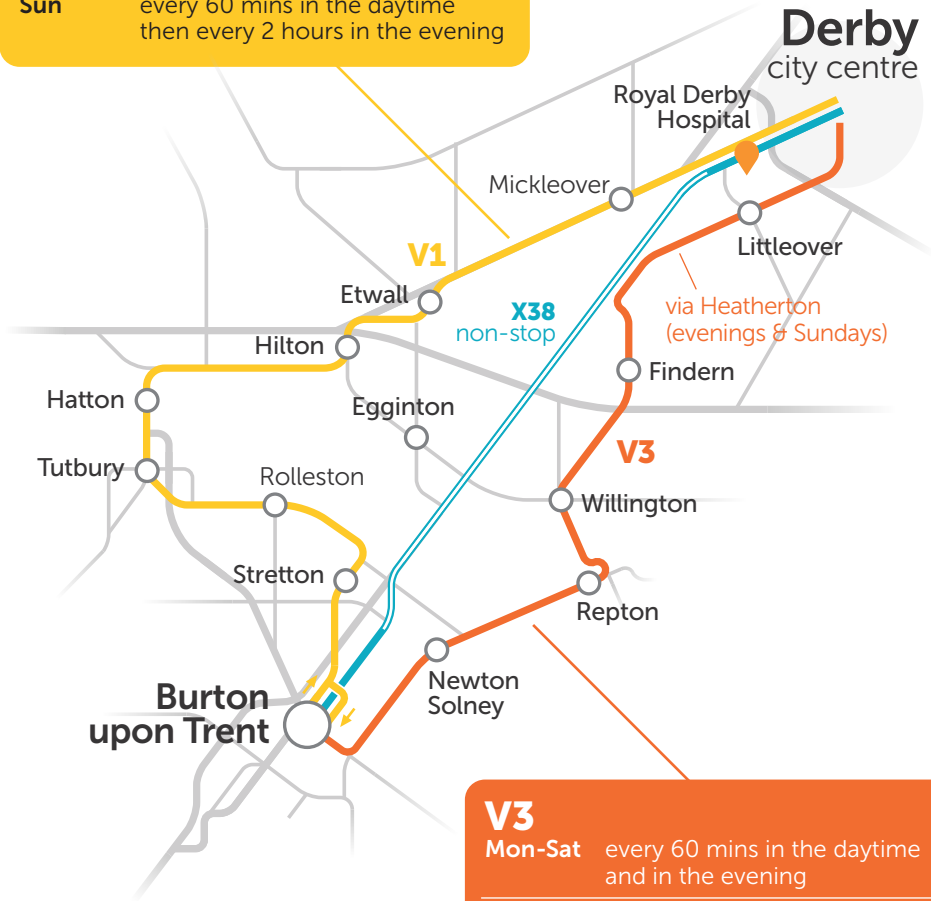 Sun every 60 mins in the daytime
then every 2 hours in the evening
Derby
city centre
Royal Derby
Hospital
Mickleover
Littleover
V1
Etwall
X38
non-stop
via Heatherton
(evenings & Sundays)
Hilton
Findern
Hatton
Egginton
V3
Tutbury
Rolleston
Willington
Stretton
Repton
Newton
Solney
Burton
upon Trent
V3
Mon-Sat every 60 mins in the daytime
and in the evening